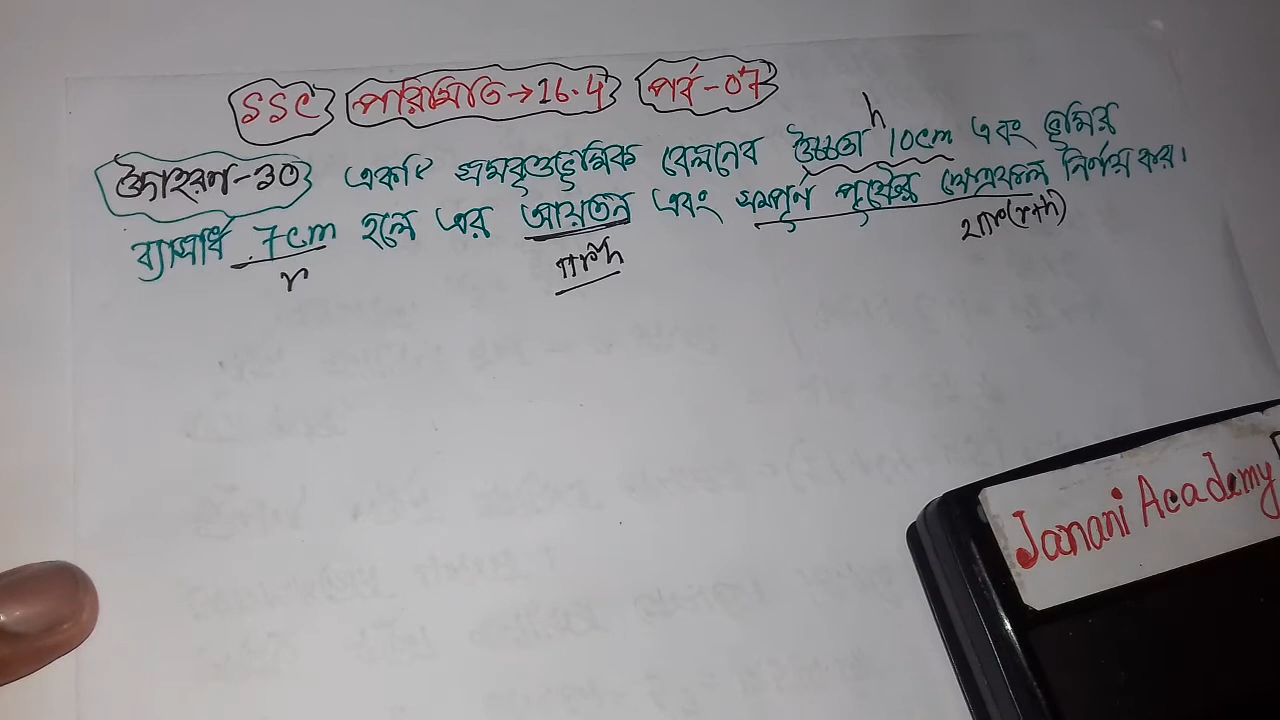 SSC পরিমিতি→16.4 পর্ব-07
উদাহরণ-30 একটি সমবৃত্তভূমিক বেলনের উচ্চতা 10cm এবং ভূমির
h
ব্যাসার্ধ 7cm হলে এর আয়তন এবং সম্পূর্ণ পৃষ্ঠের ক্ষেত্রফল নির্ণয় কর।
r πr²h 2πr(r+h)
Janani Academy